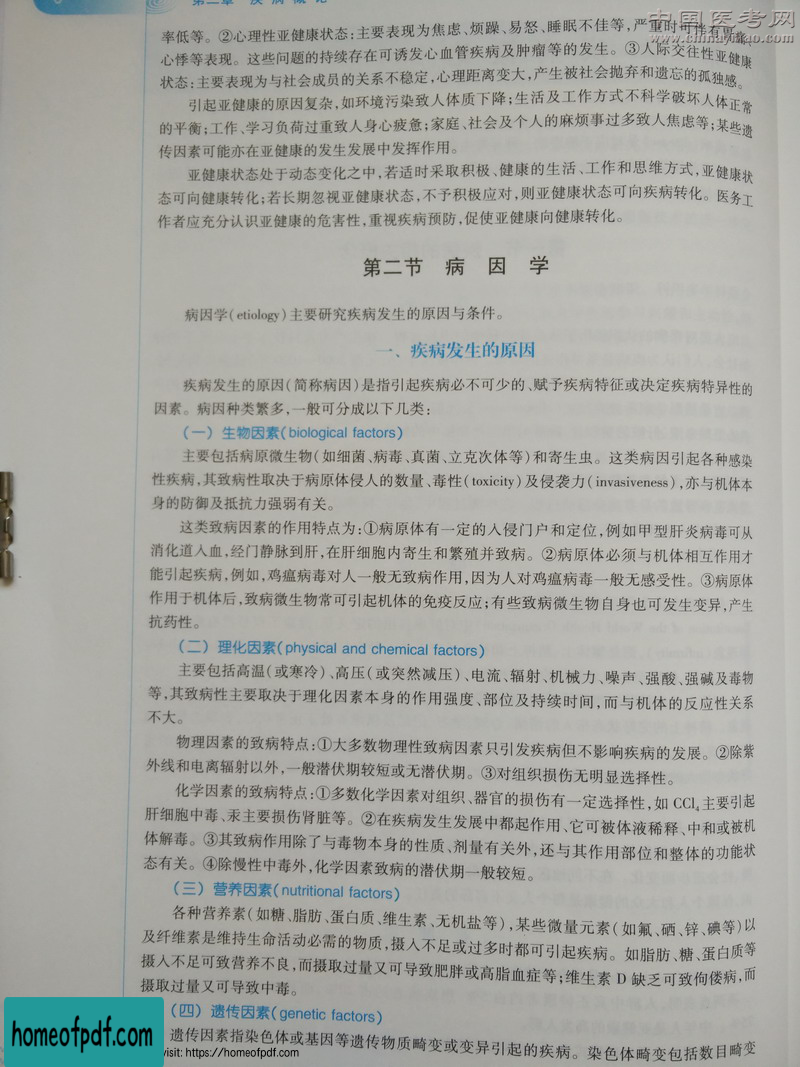 第二章 疾病概论
中国医考网
www.chinayikao.com
率低等。②心理性亚健康状态:主要表现为焦虑、烦躁、易怒、睡眠不佳等,严重时可伴有胃痛、
心悸等表现。这些问题的持续存在可诱发心血管疾病及肿瘤等的发生。③人际交往性亚健康
状态:主要表现为与社会成员的关系不稳定,心理距离变大,产生被社会抛弃和遗忘的孤独感。
引起亚健康的原因复杂,如环境污染致人体质下降;生活及工作方式不科学破坏人体正常
的平衡;工作、学习负荷过重致人身心疲惫;家庭、社会及个人的麻烦事过多致人焦虑等;某些遗
传因素可能亦在亚健康的发生发展中发挥作用。
亚健康状态处于动态变化之中,若适时采取积极、健康的生活、工作和思维方式,亚健康状
态可向健康转化;若长期忽视亚健康状态,不予积极应对,则亚健康状态可向疾病转化。医务工
作者应充分认识亚健康的危害性,重视疾病预防,促使亚健康向健康转化。
第二节 病因学
病因学(etiology)主要研究疾病发生的原因与条件。
一、疾病发生的原因
疾病发生的原因(简称病因)是指引起疾病必不可少的、赋予疾病特征或决定疾病特异性的
因素。病因种类繁多,一般可分成以下几类:
(一)生物因素(biological factors)
主要包括病原微生物(如细菌、病毒、真菌、立克次体等)和寄生虫。这类病因引起各种感染
性疾病,其致病性取决于病原体侵入的数量、毒性(toxicity)及侵袭力(invasiveness),亦与机体本
身的防御及抵抗力强弱有关。
这类致病因素的作用特点为:①病原体有一定的入侵门户和定位,例如甲型肝炎病毒可从
消化道入血,经门静脉到肝,在肝细胞内寄生和繁殖并致病。②病原体必须与机体相互作用才
能引起疾病,例如,鸡瘟病毒对人一般无致病作用,因为人对鸡瘟病毒一般无感受性。③病原体
作用于机体后,致病微生物常可引起机体的免疫反应;有些致病微生物自身也可发生变异,产生
抗药性。
(二)理化因素(physical and chemical factors)
主要包括高温(或寒冷)、高压(或突然减压)、电流、辐射、机械力、噪声、强酸、强碱及毒物
等,其致病性主要取决于理化因素本身的作用强度、部位及持续时间,而与机体的反应性关系
不大。
物理因素的致病特点:①大多数物理性致病因素只引发疾病但不影响疾病的发展。②除紫
外线和电离辐射以外,一般潜伏期较短或无潜伏期。③对组织损伤无明显选择性。
化学因素的致病特点:①多数化学因素对组织、器官的损伤有一定选择性,如 CCl₄主要引起
肝细胞中毒、汞主要损伤肾脏等。②在疾病发生发展中都起作用、它可被体液稀释、中和或被机
体解毒。③其致病作用除了与毒物本身的性质、剂量有关外,还与其作用部位和整体的功能状
态有关。④除慢性中毒外,化学因素致病的潜伏期一般较短。
(三)营养因素(nutritional factors)
各种营养素(如糖、脂肪、蛋白质、维生素、无机盐等),某些微量元素(如氟、硒、锌、碘等)以
及纤维素是维持生命活动必需的物质,摄入不足或过多时都可引起疾病。如脂肪、糖、蛋白质等
摄入不足可致营养不良,而摄取过量又可导致肥胖或高脂血症等;维生素 D 缺乏可致佝偻病,而
摄取过量又可导致中毒。
(四)遗传因素(genetic factors)
遗传因素指染色体或基因等遗传物质畸变或变异引起的疾病。染色体畸变包括数目畸变
homeofpdf.com
visit: https://homeofpdf.com